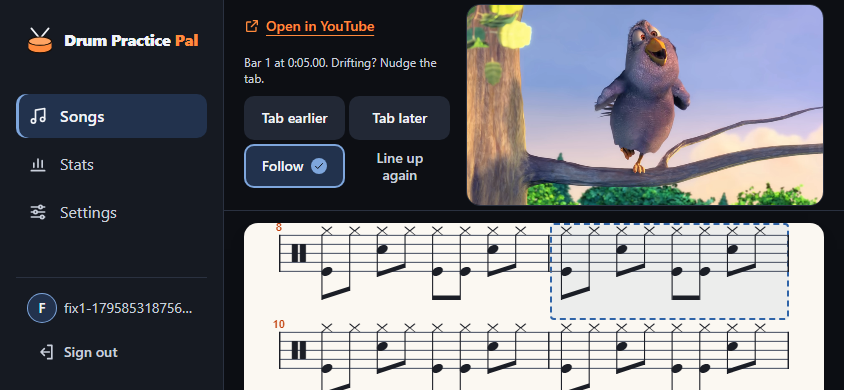 Drum Practice Pal
Songs
Stats
Settings
F
fix1-179585318756...
Sign out
Open in YouTube
Bar 1 at 0:05.00. Drifting? Nudge the
tab.
Tab earlier
Tab later
Follow
Line up
again
8
10